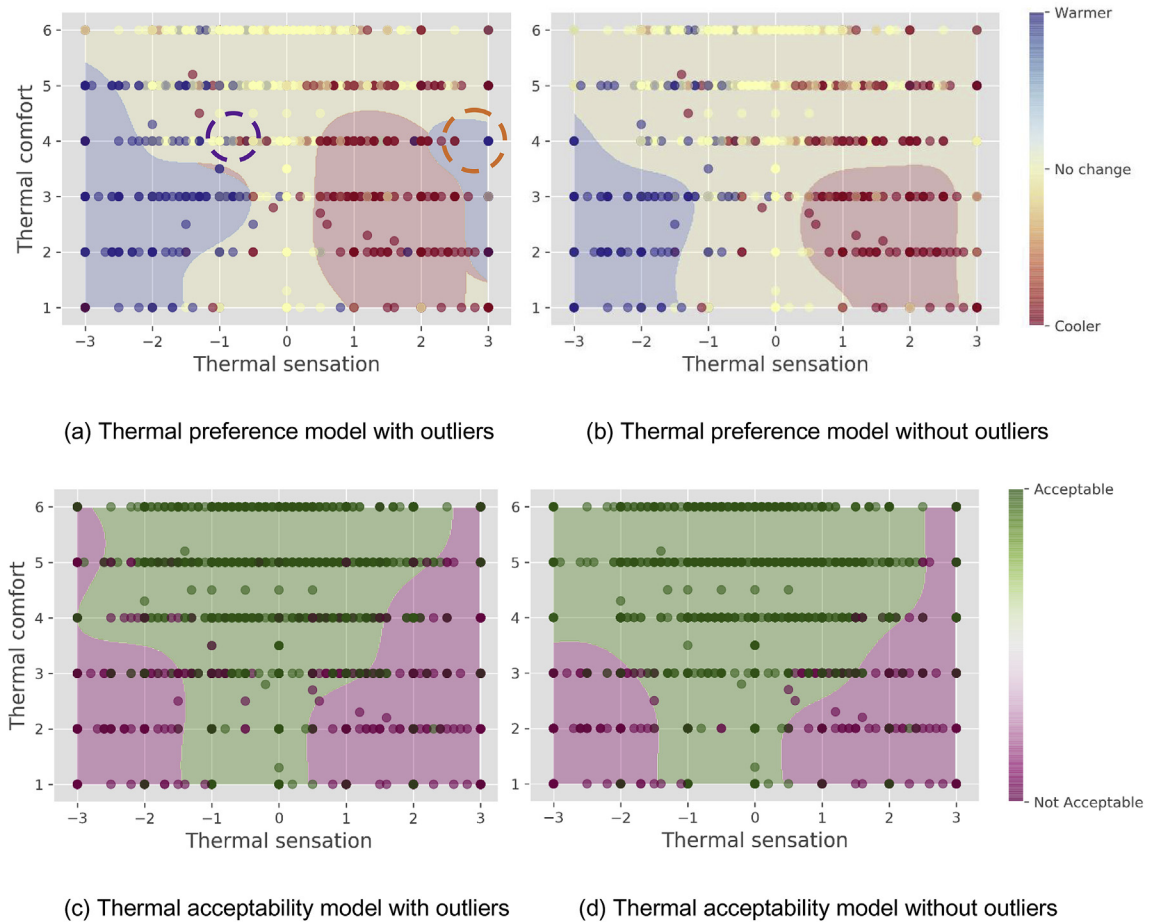 6
5
4
3
2
1
Thermal comfort
−3 −2 −1 0 1 2 3
Thermal sensation
−3 −2 −1 0 1 2 3
Thermal sensation
6
5
4
3
2
1
Warmer
No change
Cooler
(a) Thermal preference model with outliers
(b) Thermal preference model without outliers
6
5
4
3
2
1
Thermal comfort
−3 −2 −1 0 1 2 3
Thermal sensation
6
5
4
3
2
1
−3 −2 −1 0 1 2 3
Thermal sensation
Acceptable
Not Acceptable
(c) Thermal acceptability model with outliers
(d) Thermal acceptability model without outliers